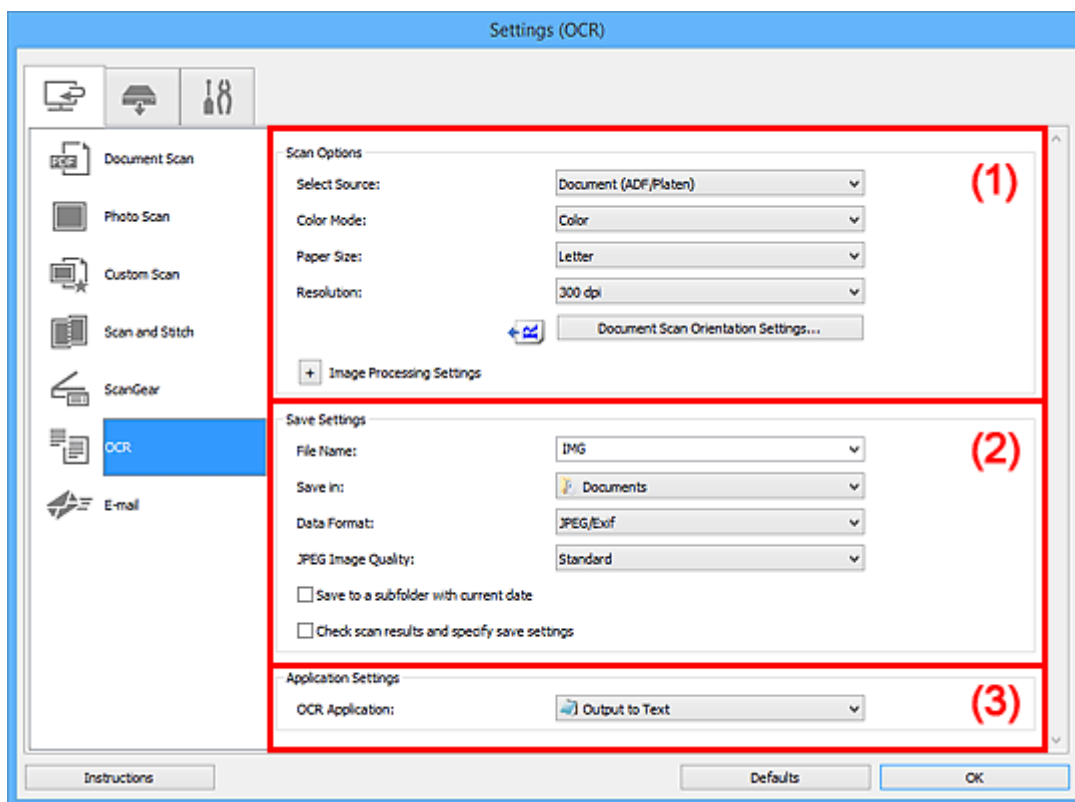 Settings (OCR)
PDF
Document Scan
Photo Scan
Custom Scan
Scan and Stitch
ScanGear
OCR
E-mail
Scan Options
(1)
Select Source: Document (ADF/Platen)
Color Mode: Color
Paper Size: Letter
Resolution: 300 dpi
R Document Scan Orientation Settings...
+ Image Processing Settings
Save Settings
(2)
File Name: IMG
Save in: Documents
Data Format: JPEG/Exif
JPEG Image Quality: Standard
Save to a subfolder with current date
Check scan results and specify save settings
Application Settings
(3)
OCR Application: Output to Text
Instructions Defaults OK